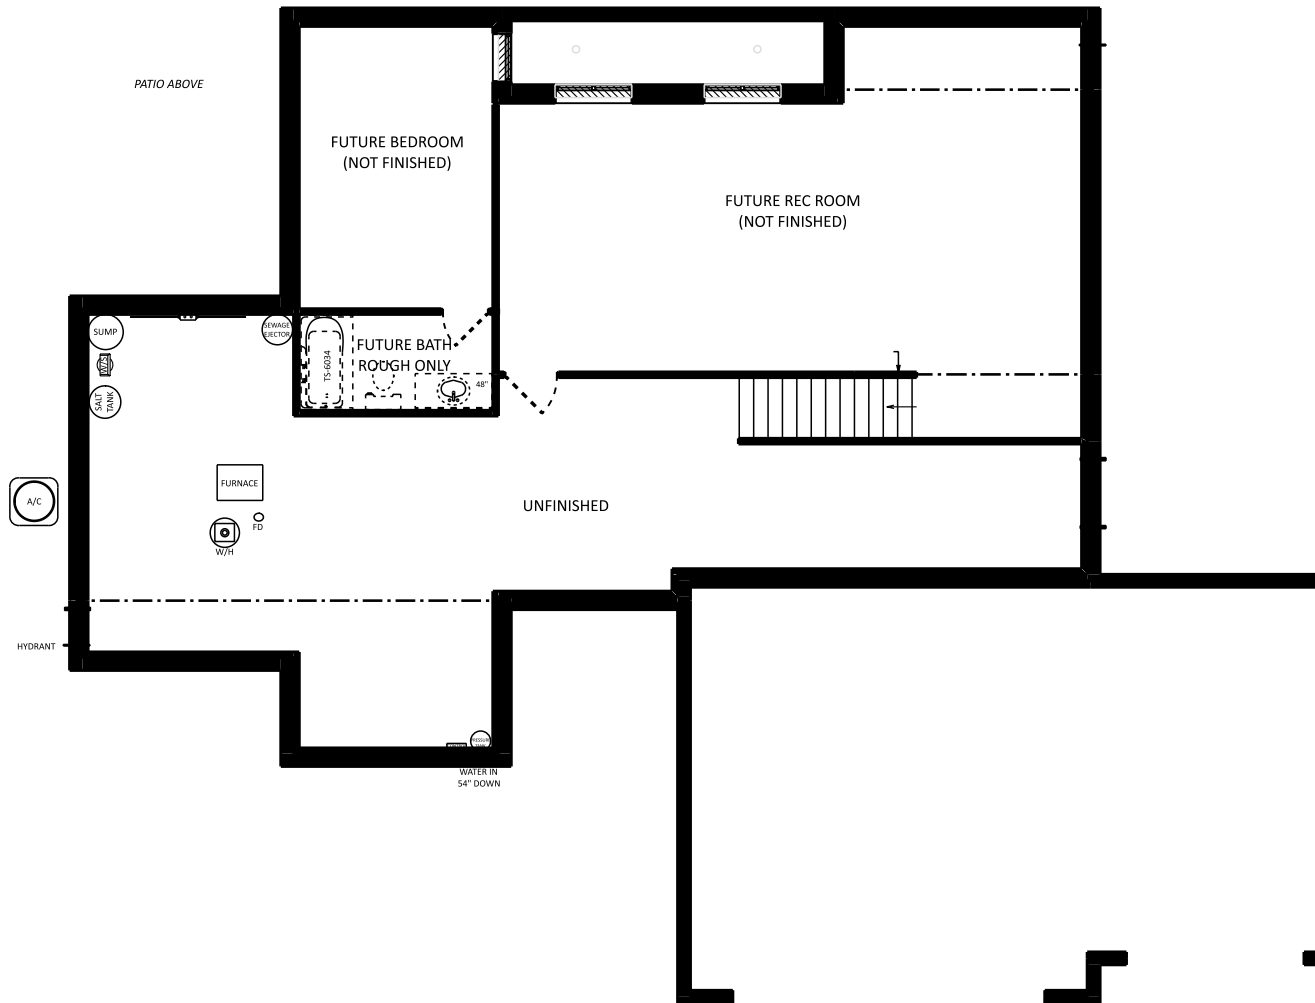 PATIO ABOVE
FUTURE BEDROOM
(NOT FINISHED)
FUTURE REC ROOM
(NOT FINISHED)
SUMP
SEWAGE
EJECTOR
W/S
SALT
TANK
TS-6034
FUTURE BATH
ROUGH ONLY
48"
A/C
FURNACE
FD
W/H
UNFINISHED
HYDRANT
PRESSURE
TANK
WATER IN
54" DOWN